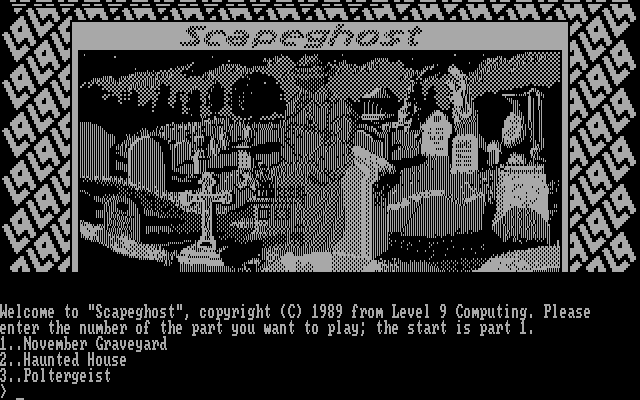 Scapeghost
Welcome to "Scapeghost", copyright (C) 1989 from Level 9 Computing. Please
enter the number of the part you want to play; the start is part 1.
1..November Graveyard
2..Haunted House
3..Poltergeist
>_